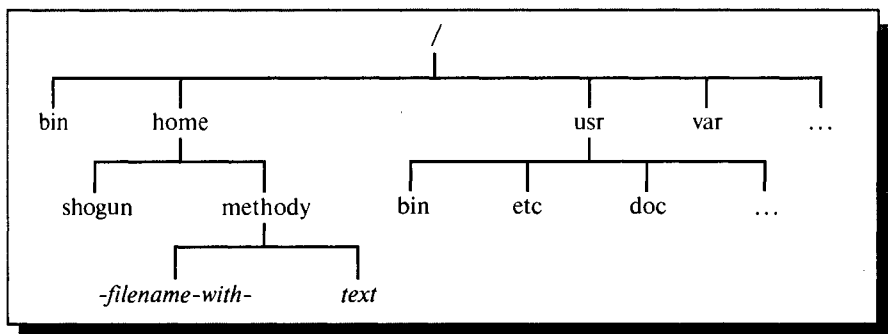 /
bin home usr var ...
shogun methody bin etc doc ...
-filename-with- text